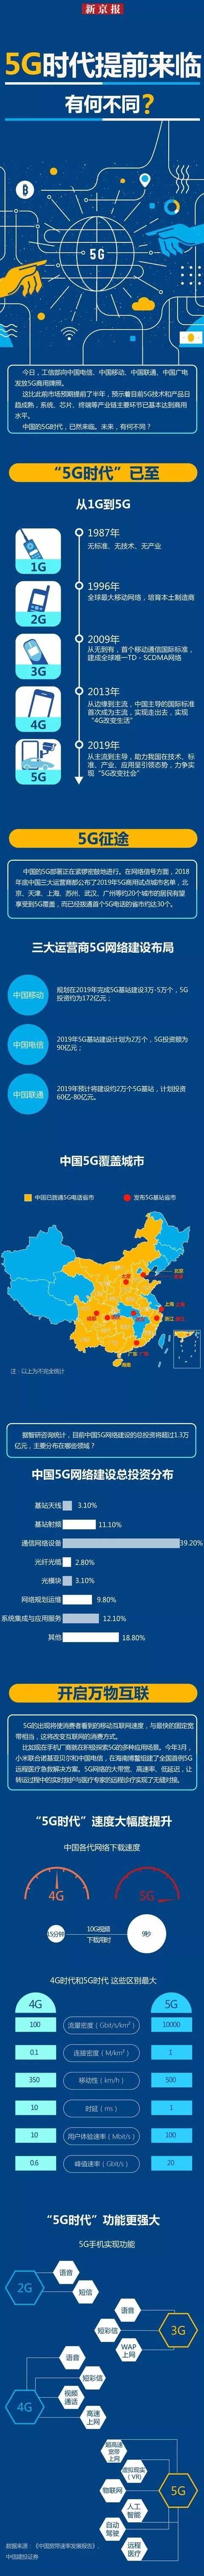 新京报
5G时代提前来临
有何不同？
B
5G
今日，工信部向中国电信、中国移动、中国联通、中国广电
发放5G商用牌照。
这比此前市场预期提前了半年，预示着目前5G技术和产品日
趋成熟，系统、芯片、终端等产业链主要环节已基本达到商用
水平。
中国的5G时代，已然来临。未来，有何不同？
“5G时代”已至
从1G到5G
1G
1987年
无标准、无技术、无产业
2G
1996年
全球最大移动网络，培育本土制造商
3G
2009年
从无到有，首个移动通信国际标准，
建成全球唯一TD－SCDMA网络
4G
2013年
从边缘到主流，中国主导的国际标准
首次成为主流，实现走出去，实现
“4G改变生活”
5G
2019年
从主流到主导，助力我国在技术、标
准、产业、应用呈引领态势，力争实
现“5G改变社会”
5G征途
中国的5G部署正在紧锣密鼓地进行。在网络信号方面，2018
年底中国三大运营商都公布了2019年5G商用试点城市名单，北
京、天津、上海、苏州、武汉、广州等约20个城市的居民有望
享受到5G覆盖，而已经拨通首个5G电话的省市约达30个。
三大运营商5G网络建设布局
中国移动
规划在2019年完成5G基站建设3万-5万个，5G
投资约为172亿元；
中国电信
2019年5G基站建设计划为2万个，5G投资额为
90亿元；
中国联通
2019年预计将建设约2万个5G基站，计划投资
60亿-80亿元。
中国5G覆盖城市
中国已普通5G电话省市
发布5G基站省市
北京
上海
浙江
成都
广东
海南
注：以上为不完全统计
据智研咨询统计，目前中国5G网络建设的总投资将超过1.3万
亿元，主要分布在哪些领域？
中国5G网络建设总投资分布
基站天线 3.10%
基站射频 11.10%
通信网络设备 39.20%
光纤光缆 2.80%
光模块 3.10%
网络规划运维 9.80%
系统集成与应用服务 12.10%
其他 18.80%
开启万物互联
5G的出现将使消费者看到的移动互联网速度，与最快的固定宽
带相当，这将改变互联网的消费方式。
比如现在手机厂商就在积极探索5G的多种应用场景。今年3月，
小米联合诺基亚贝尔和中国电信，在海南博鳌组建了全国首例5G
远程医疗急救解决方案。5G网络的大带宽、高速率、低延迟，让
转运过程中的实时救护与医疗专家的远程诊疗实现了无缝对接。
“5G时代”速度大幅度提升
中国各代网络下载速度
4G
5G
15分钟
10G视频
下载用时
9秒
4G时代和5G时代 这些区别最大
4G
5G
100 流量密度（Gbit/s/km²） 10000
0.1 连接密度（M/km²） 1
350 移动性（km/h） 500
10 时延（ms） 1
10 用户体验速率（Mbit/s） 100
0.6 峰值速率（Gbit/s） 20
“5G时代”功能更强大
5G手机实现功能
2G
语音
短信
3G
语音
短彩信
WAP
上网
4G
语音
短彩信
视频
通话
高速
上网
5G
超高速
宽带
上网
虚拟现实
（VR）
物联网
人工
智能
自动
驾驶
远程
医疗
数据来源：《中国宽带速率发展报告》、
中信建投证券